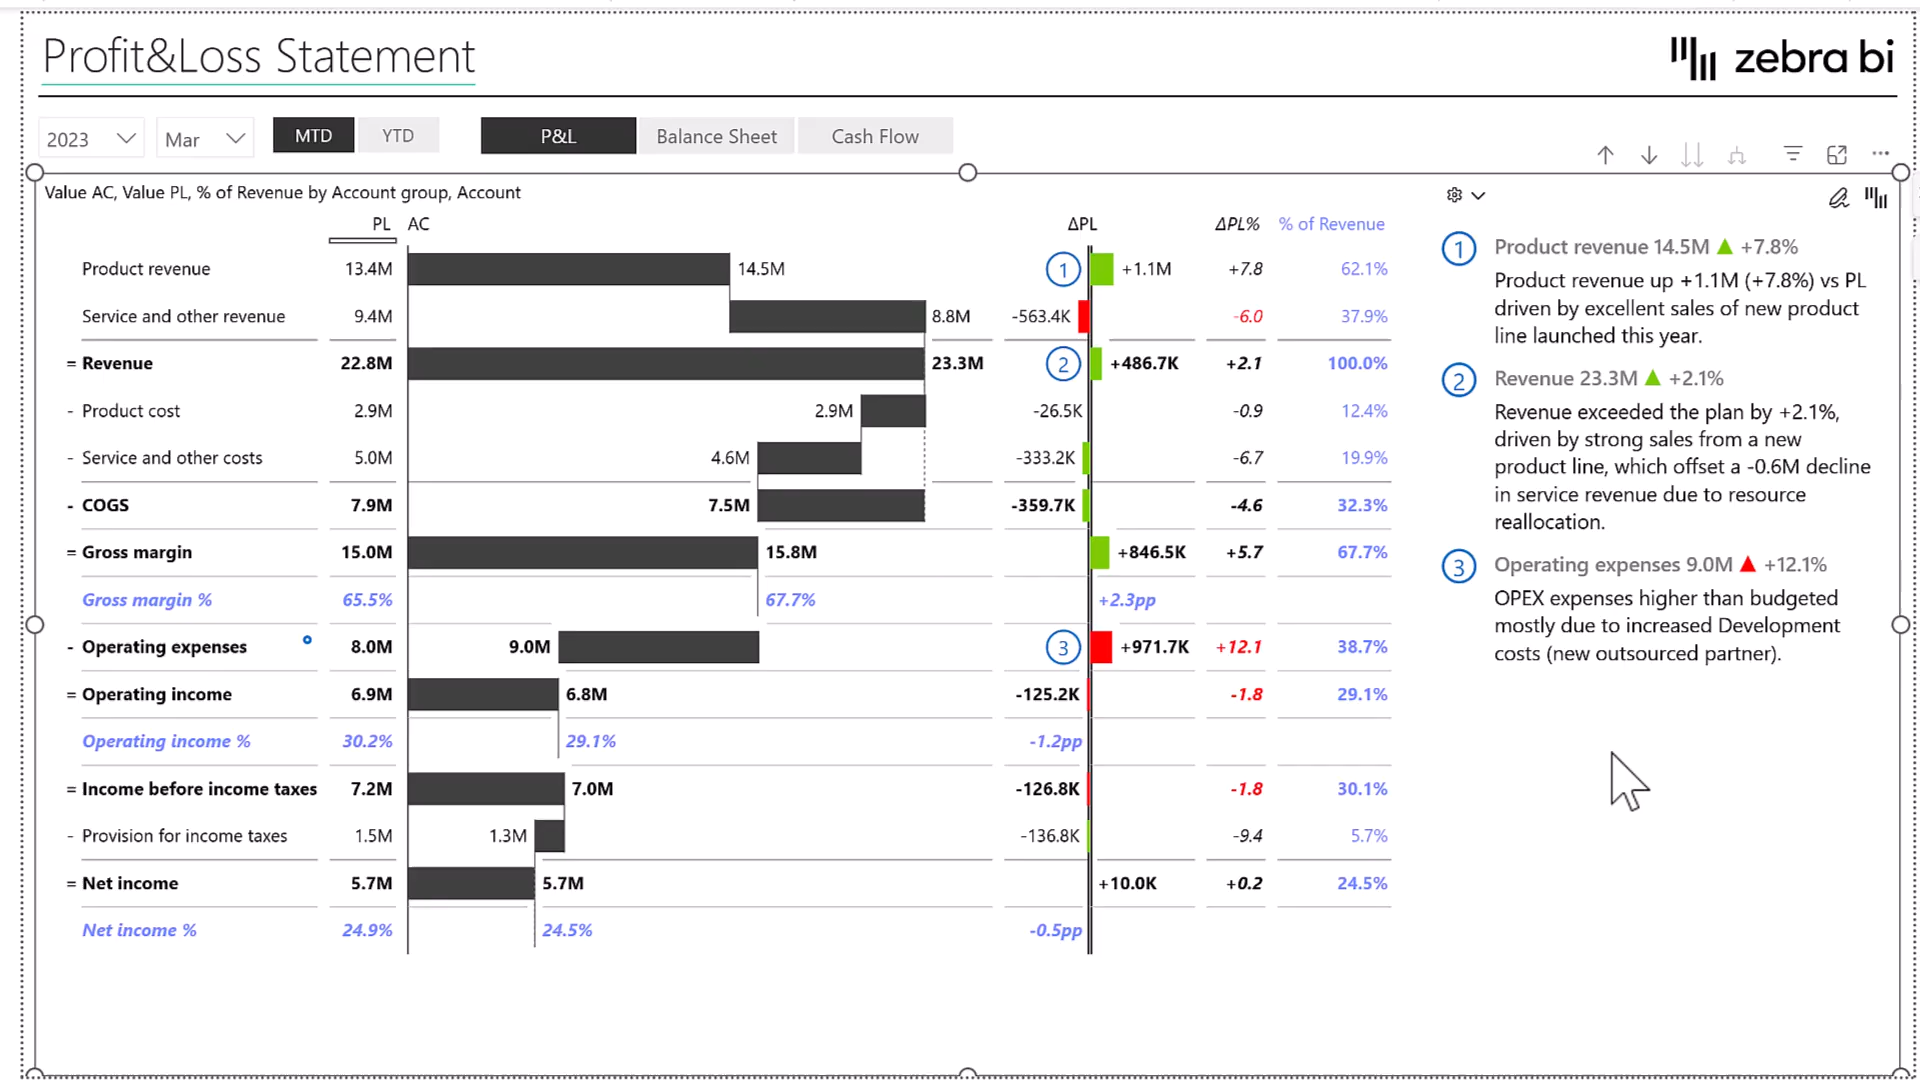 Profit&Loss Statement
zebra bi
2023 Mar MTD YTD P&L Balance Sheet Cash Flow
Value AC, Value PL, % of Revenue by Account group, Account
PL AC ΔPL ΔPL% % of Revenue
Product revenue 13.4M 14.5M 1 +1.1M +7.8 62.1%
Service and other revenue 9.4M 8.8M -563.4K -6.0 37.9%
= Revenue 22.8M 23.3M 2 +486.7K +2.1 100.0%
- Product cost 2.9M 2.9M -26.5K -0.9 12.4%
- Service and other costs 5.0M 4.6M -333.2K -6.7 19.9%
- COGS 7.9M 7.5M -359.7K -4.6 32.3%
= Gross margin 15.0M 15.8M +846.5K +5.7 67.7%
Gross margin % 65.5% 67.7% +2.3pp
- Operating expenses 8.0M 9.0M 3 +971.7K +12.1 38.7%
= Operating income 6.9M 6.8M -125.2K -1.8 29.1%
Operating income % 30.2% 29.1% -1.2pp
= Income before income taxes 7.2M 7.0M -126.8K -1.8 30.1%
- Provision for income taxes 1.5M 1.3M -136.8K -9.4 5.7%
= Net income 5.7M 5.7M +10.0K +0.2 24.5%
Net income % 24.9% 24.5% -0.5pp
1 Product revenue 14.5M ▲ +7.8%
Product revenue up +1.1M (+7.8%) vs PL
driven by excellent sales of new product
line launched this year.
2 Revenue 23.3M ▲ +2.1%
Revenue exceeded the plan by +2.1%,
driven by strong sales from a new
product line, which offset a -0.6M decline
in service revenue due to resource
reallocation.
3 Operating expenses 9.0M ▲ +12.1%
OPEX expenses higher than budgeted
mostly due to increased Development
costs (new outsourced partner).